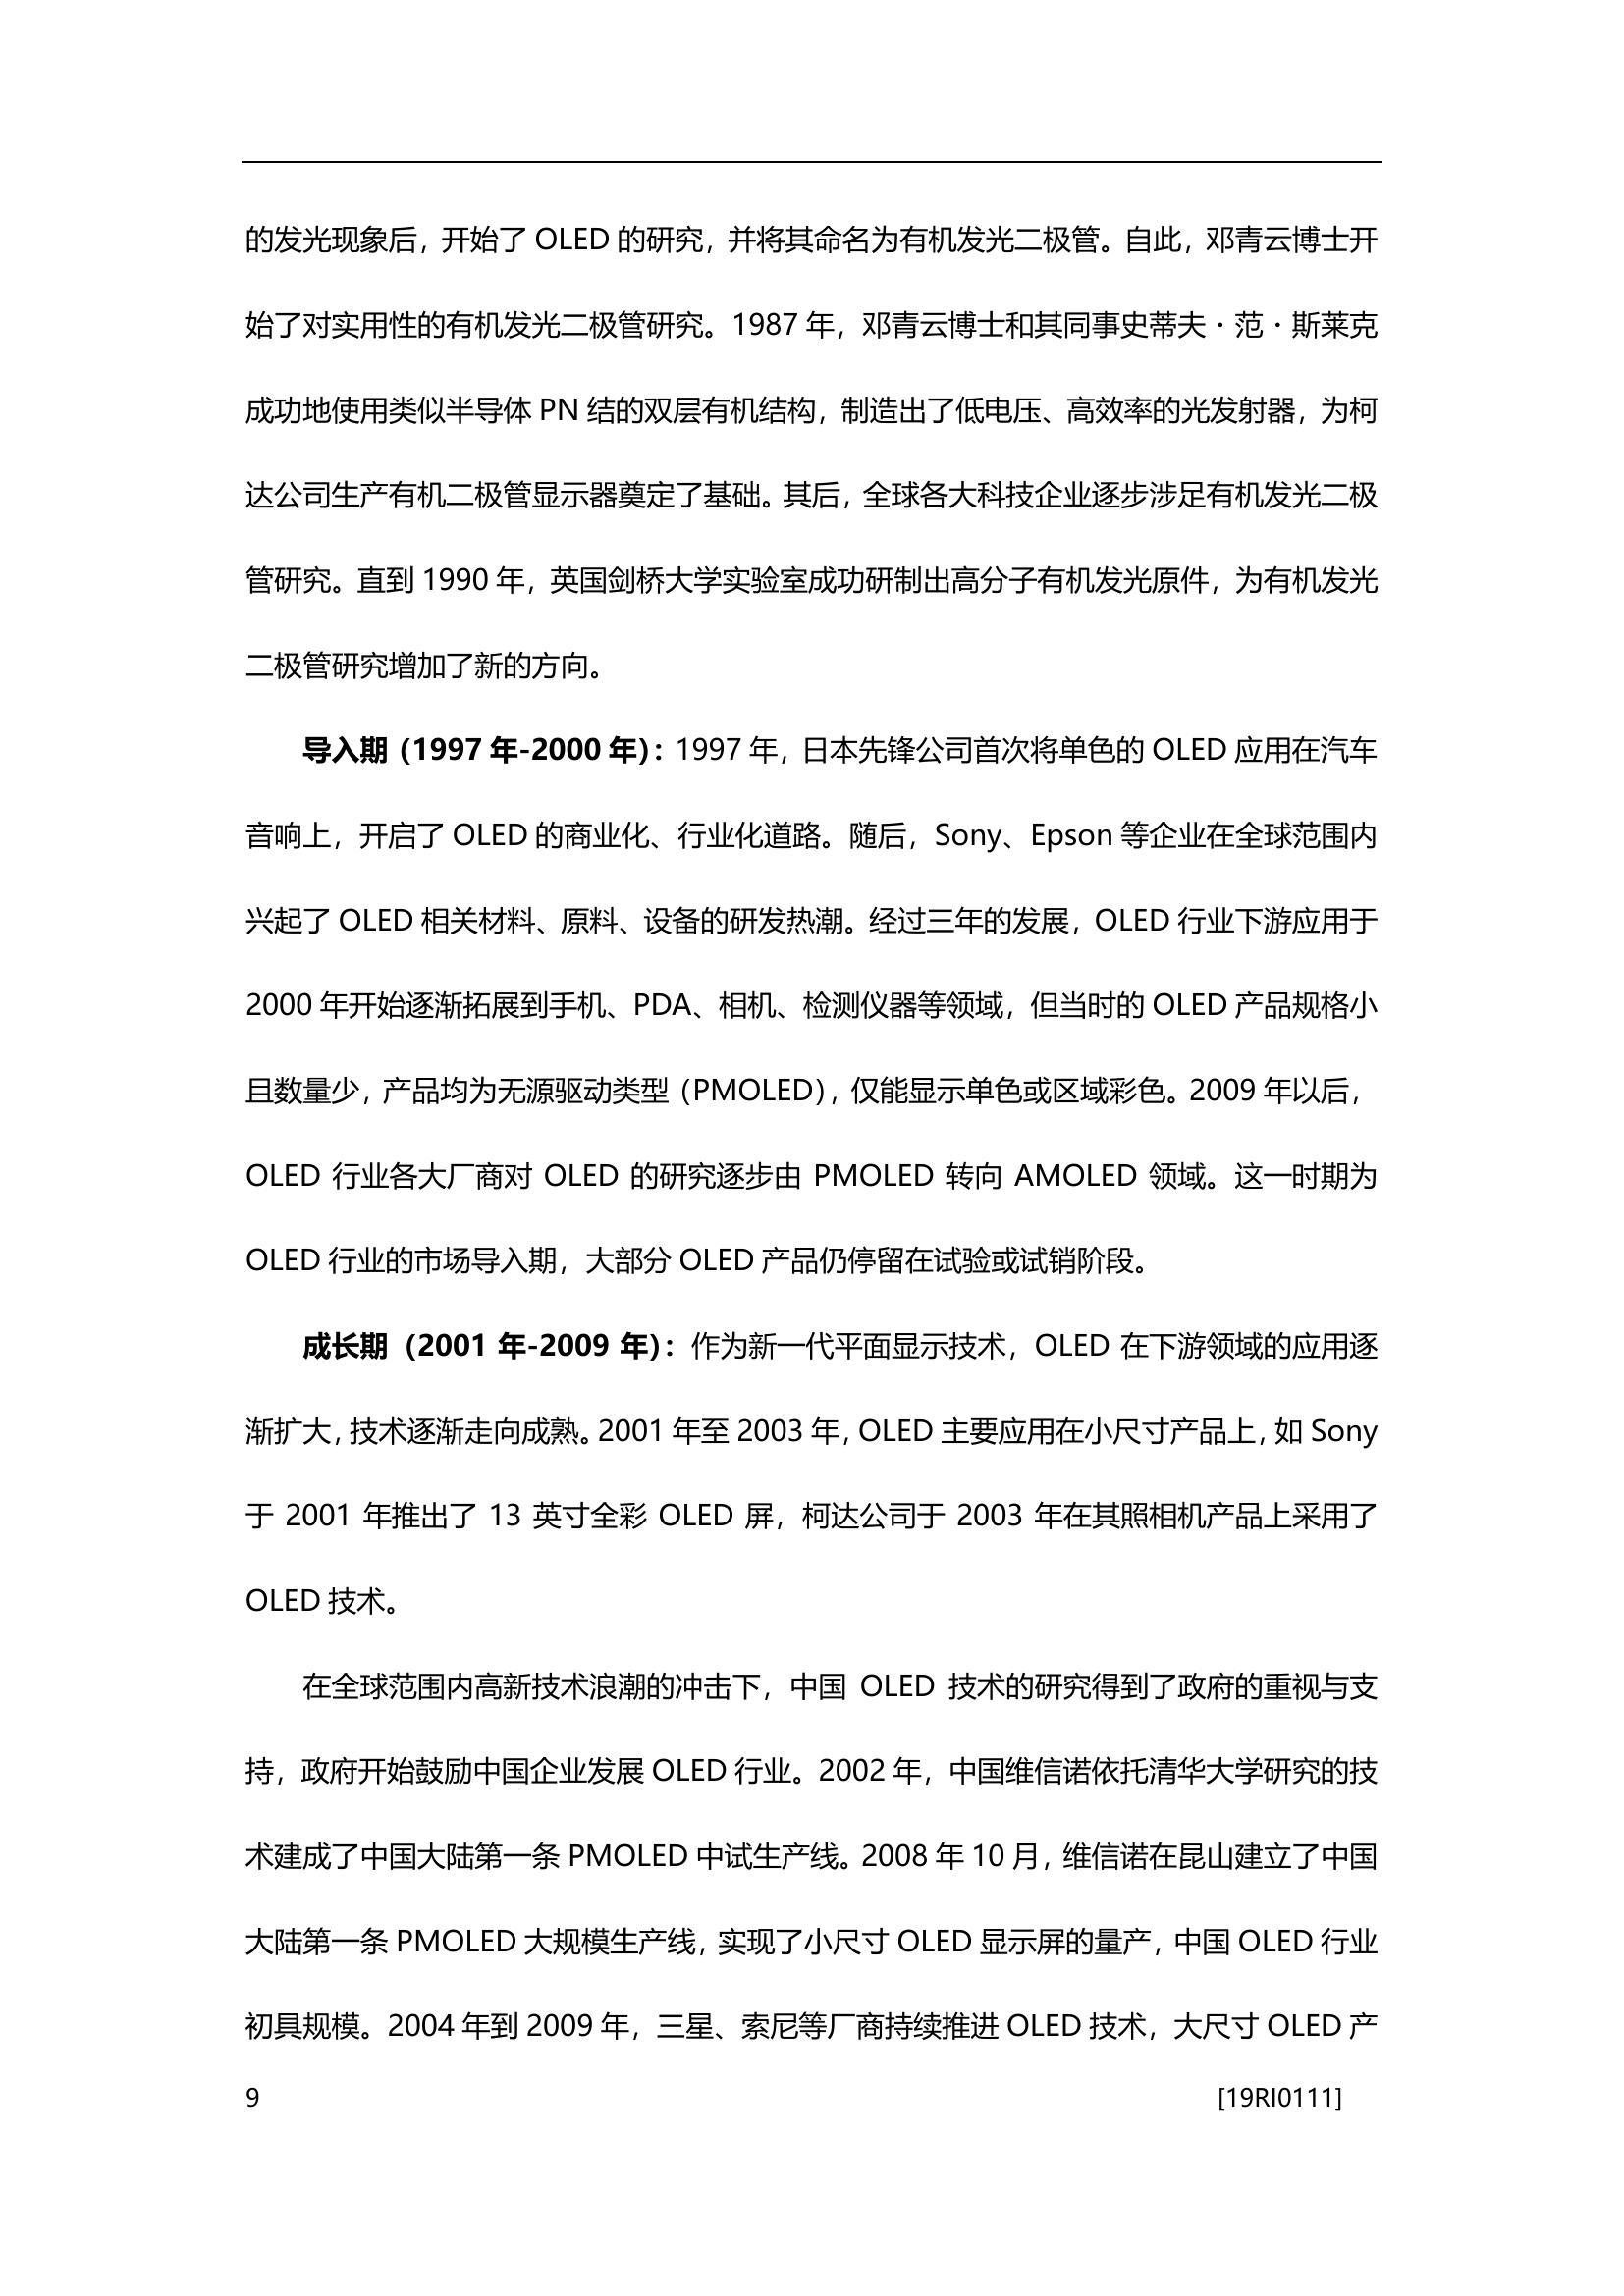 的发光现象后，开始了 OLED 的研究，并将其命名为有机发光二极管。自此，邓青云博士开
始了对实用性的有机发光二极管研究。1987 年，邓青云博士和其同事史蒂夫·范·斯莱克
成功地使用类似半导体 PN 结的双层有机结构，制造出了低电压、高效率的光发射器，为柯
达公司生产有机二极管显示器奠定了基础。其后，全球各大科技企业逐步涉足有机发光二极
管研究。直到 1990 年，英国剑桥大学实验室成功研制出高分子有机发光原件，为有机发光
二极管研究增加了新的方向。
导入期（1997 年-2000 年）：1997 年，日本先锋公司首次将单色的 OLED 应用在汽车
音响上，开启了 OLED 的商业化、行业化道路。随后，Sony、Epson 等企业在全球范围内
兴起了 OLED 相关材料、原料、设备的研发热潮。经过三年的发展，OLED 行业下游应用于
2000 年开始逐渐拓展到手机、PDA、相机、检测仪器等领域，但当时的 OLED 产品规格小
且数量少，产品均为无源驱动类型（PMOLED），仅能显示单色或区域彩色。2009 年以后，
OLED 行业各大厂商对 OLED 的研究逐步由 PMOLED 转向 AMOLED 领域。这一时期为
OLED 行业的市场导入期，大部分 OLED 产品仍停留在试验或试销阶段。
成长期（2001 年-2009 年）：作为新一代平面显示技术，OLED 在下游领域的应用逐
渐扩大，技术逐渐走向成熟。2001 年至 2003 年，OLED 主要应用在小尺寸产品上，如 Sony
于 2001 年推出了 13 英寸全彩 OLED 屏，柯达公司于 2003 年在其照相机产品上采用了
OLED 技术。
在全球范围内高新技术浪潮的冲击下，中国 OLED 技术的研究得到了政府的重视与支
持，政府开始鼓励中国企业发展 OLED 行业。2002 年，中国维信诺依托清华大学研究的技
术建成了中国大陆第一条 PMOLED 中试生产线。2008 年 10 月，维信诺在昆山建立了中国
大陆第一条 PMOLED 大规模生产线，实现了小尺寸 OLED 显示屏的量产，中国 OLED 行业
初具规模。2004 年到 2009 年，三星、索尼等厂商持续推进 OLED 技术，大尺寸 OLED 产
9 [19RI0111]